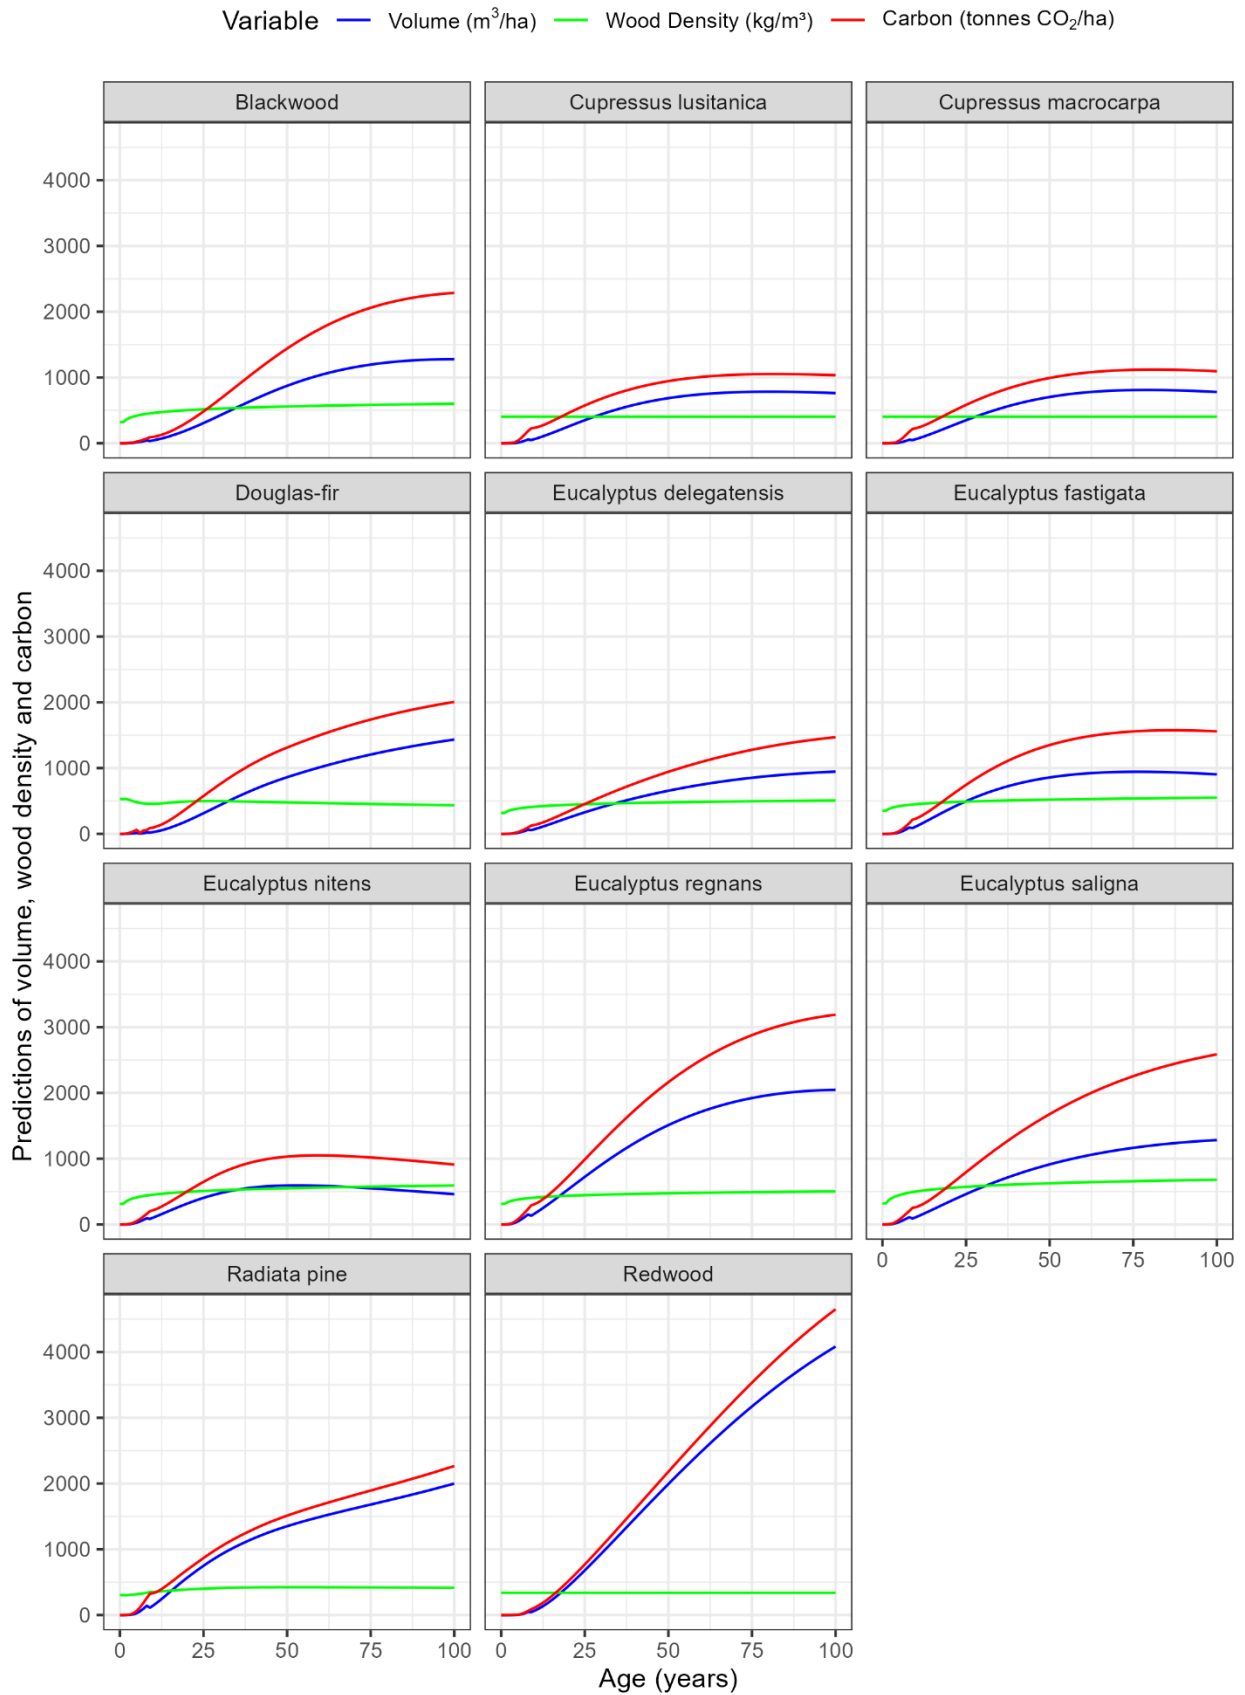 Variable Volume (m³/ha) Wood Density (kg/m³) Carbon (tonnes CO₂/ha)
Blackwood Cupressus lusitanica Cupressus macrocarpa
4000
3000
2000
1000
0
Douglas-fir Eucalyptus delegatensis Eucalyptus fastigata
4000
3000
2000
1000
0
Predictions of volume, wood density and carbon
Eucalyptus nitens Eucalyptus regnans Eucalyptus saligna
4000
3000
2000
1000
0
0 25 50 75 100
Radiata pine Redwood
4000
3000
2000
1000
0
0 25 50 75 100 0 25 50 75 100
Age (years)